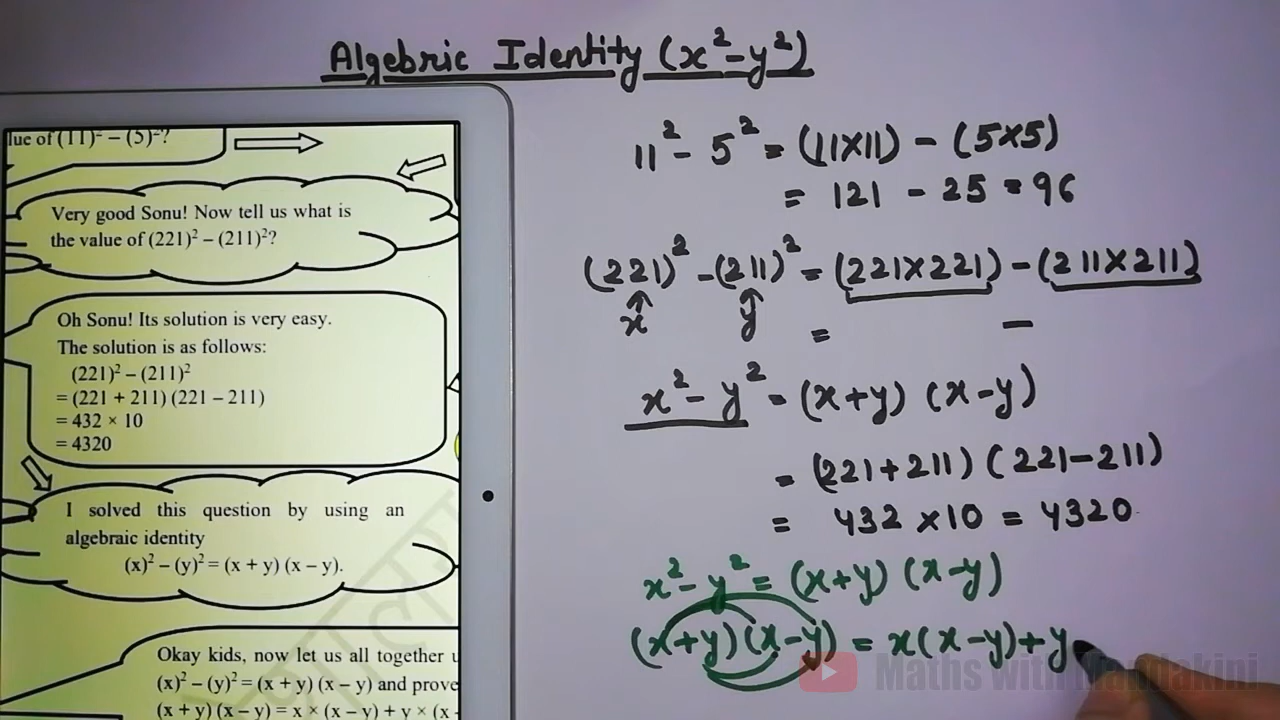 Algebric Identity (x²-y²)
lue of (11)² – (5)²?
Very good Sonu! Now tell us what is
the value of (221)² – (211)²?
Oh Sonu! Its solution is very easy.
The solution is as follows:
(221)² – (211)²
= (221 + 211) (221 – 211)
= 432 × 10
= 4320
I solved this question by using an
algebraic identity
(x)² – (y)² = (x + y) (x – y).
Okay kids, now let us all together u
(x)² – (y)² = (x + y) (x – y) and prove
(x + y) (x – y) = x × (x – y) + y × (x -
11² - 5² = (11×11) - (5×5)
= 121 - 25 = 96
(221)² - (211)² = (221×221) - (211×211)
x y
= -
x² - y² = (x+y) (x-y)
= (221+211) (221-211)
= 432 ×10 = 4320
x² - y² = (x+y) (x-y)
(x+y)(x-y) = x(x-y)+y
Maths with Mandakini